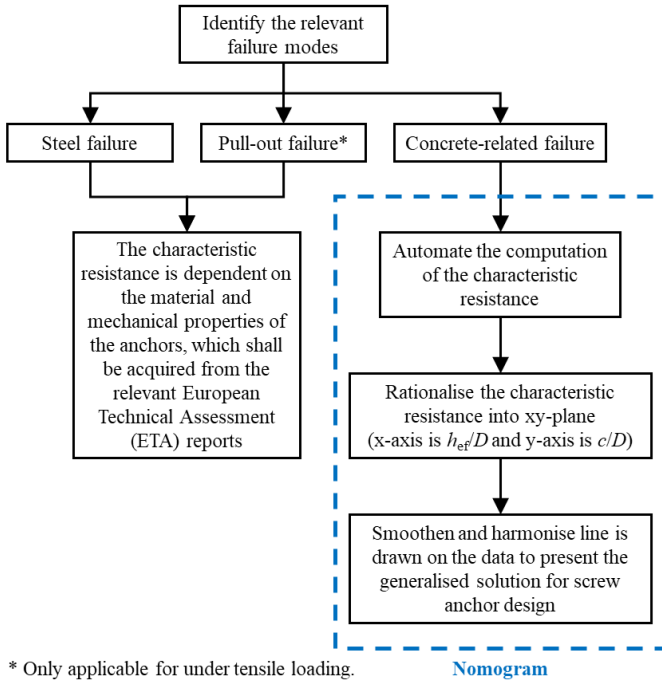 Identify the relevant
failure modes
Steel failure
Pull-out failure*
Concrete-related failure
The characteristic
resistance is dependent on
the material and
mechanical properties of
the anchors, which shall
be acquired from the
relevant European
Technical Assessment
(ETA) reports
Automate the computation
of the characteristic
resistance
Rationalise the characteristic
resistance into xy-plane
(x-axis is hef/D and y-axis is c/D)
Smoothen and harmonise line is
drawn on the data to present the
generalised solution for screw
anchor design
* Only applicable for under tensile loading.
Nomogram